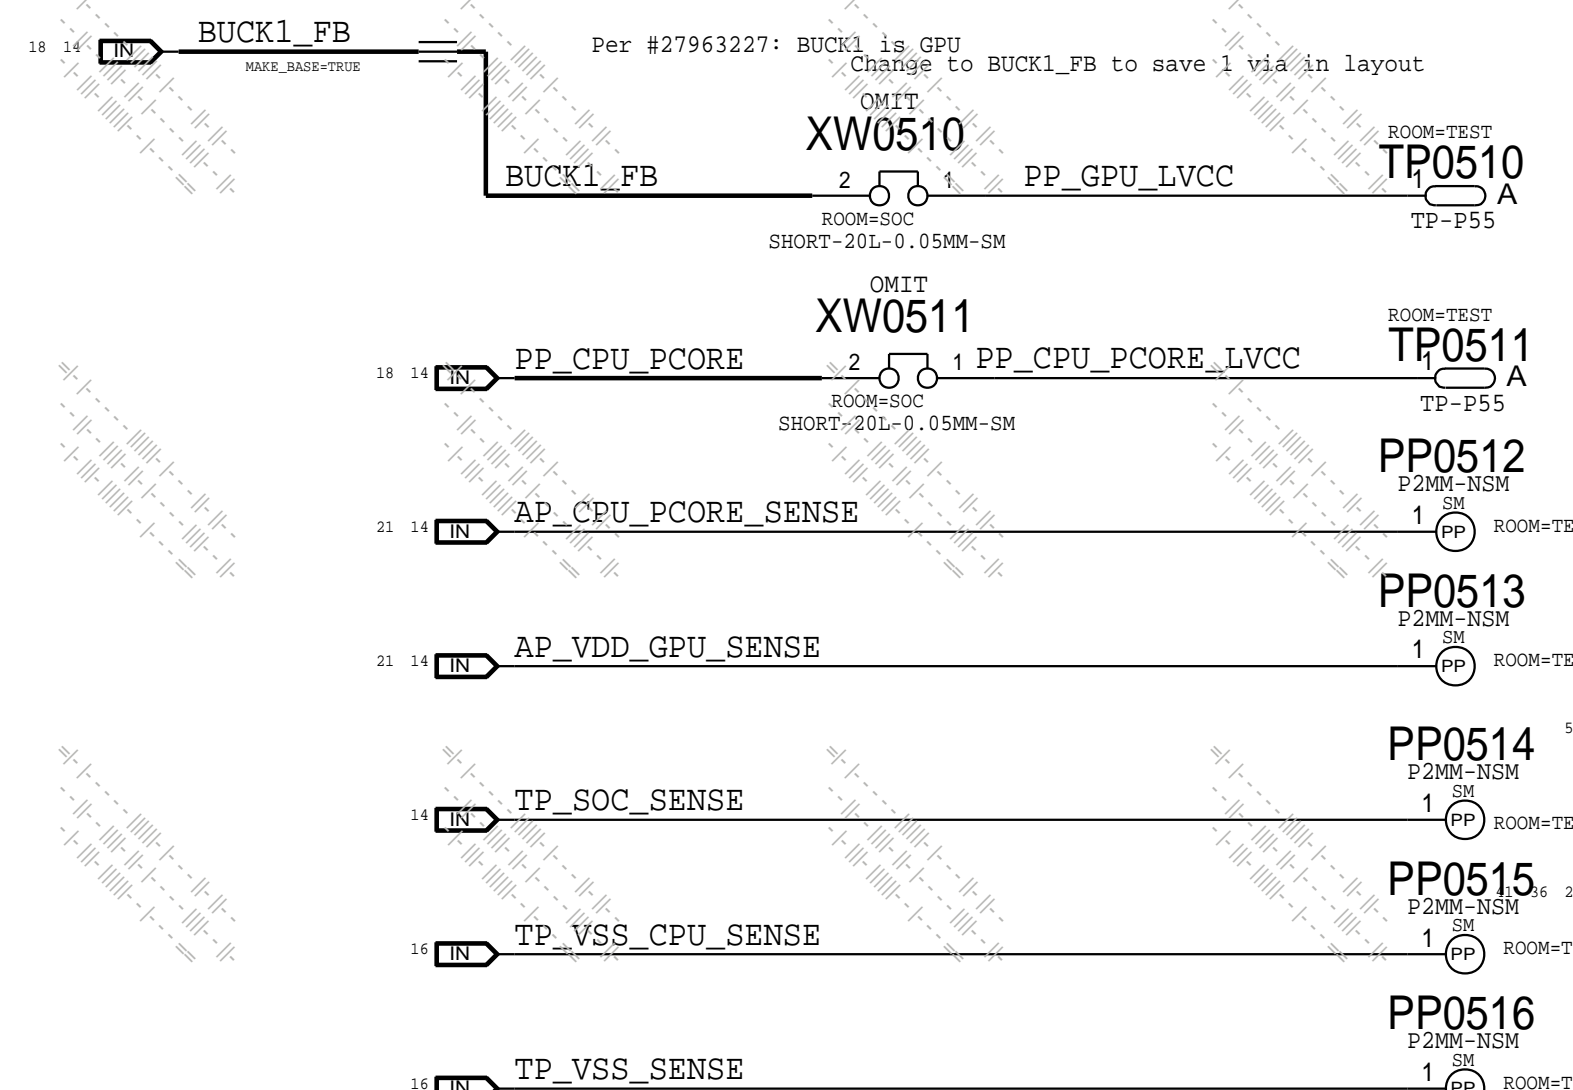 18 14 IN BUCK1_FB
MAKE_BASE=TRUE
Per #27963227: BUCK1 is GPU
Change to BUCK1_FB to save 1 via in layout
OMIT
XW0510
ROOM=TEST
TP0510
BUCK1_FB 2 1 PP_GPU_LVCC 1 A
ROOM=SOC
SHORT-20L-0.05MM-SM
TP-P55
OMIT
XW0511
ROOM=TEST
TP0511
18 14 IN PP_CPU_PCORE 2 1 PP_CPU_PCORE_LVCC 1 A
ROOM=SOC
SHORT-20L-0.05MM-SM
TP-P55
PP0512
P2MM-NSM
SM
21 14 IN AP_CPU_PCORE_SENSE 1 PP ROOM=TE
PP0513
P2MM-NSM
SM
21 14 IN AP_VDD_GPU_SENSE 1 PP ROOM=TE
5
PP0514
P2MM-NSM
SM
14 IN TP_SOC_SENSE 1 PP ROOM=TE
PP0515
41 36 2
P2MM-NSM
SM
16 IN TP_VSS_CPU_SENSE 1 PP ROOM=T
PP0516
P2MM-NSM
SM
16 IN TP_VSS_SENSE 1 PP ROOM=T